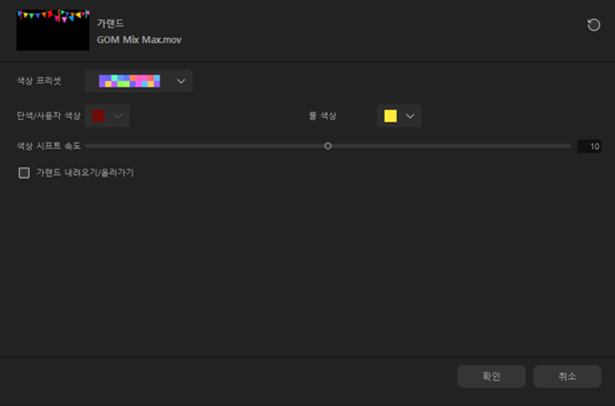 가랜드
GOM Mix Max.mov
색상 프리셋
단색/사용자 색상
풀 색상
색상 시프트 속도
10
가랜드 내려오기/올라가기
확인
취소